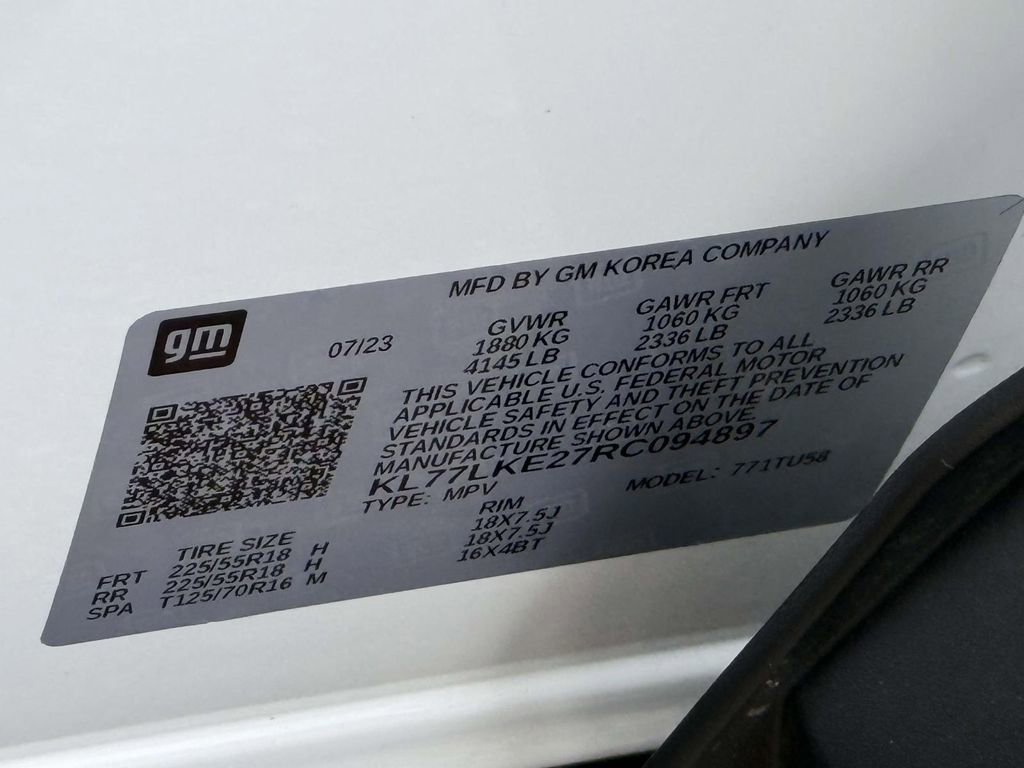 MFD BY GM KOREA COMPANY
gm
07/23
GVWR GAWR FRT GAWR RR
1880 KG 1060 KG 1060 KG
4145 LB 2336 LB 2336 LB
THIS VEHICLE CONFORMS TO ALL
APPLICABLE U.S. FEDERAL MOTOR
VEHICLE SAFETY AND THEFT PREVENTION
STANDARDS IN EFFECT ON THE DATE OF
MANUFACTURE SHOWN ABOVE.
KL77LKE27RC094897
TYPE: MPV MODEL: 771TU58
TIRE SIZE RIM
FRT 225/55R18 H 18X7.5J
RR 225/55R18 H 18X7.5J
SPA T125/70R16 M 16X4BT